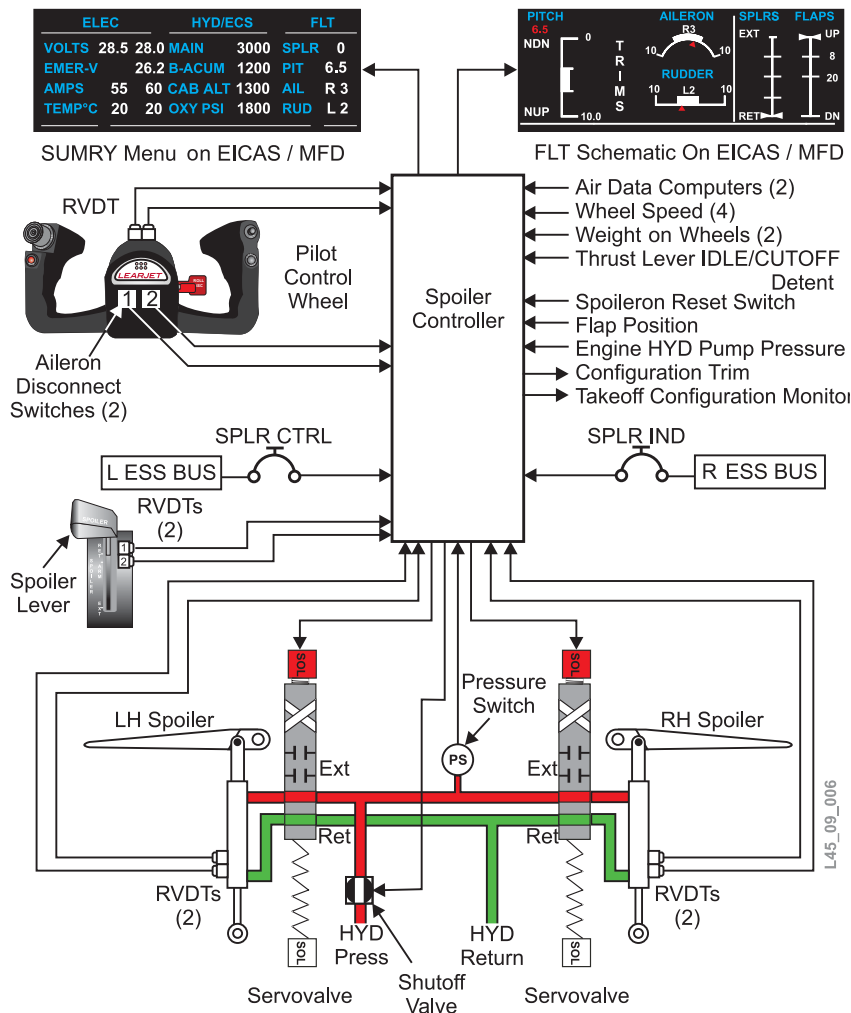 ELEC HYD/ECS FLT
VOLTS 28.5 28.0 MAIN 3000 SPLR 0
EMER-V 26.2 B-ACUM 1200 PIT 6.5
AMPS 55 60 CAB ALT 1300 AIL R 3
TEMP°C 20 20 OXY PSI 1800 RUD L 2
SUMRY Menu on EICAS / MFD
PITCH AILERON SPLRS FLAPS
6.5 R3 EXT UP
NDN 0 10 10 8
TRIMS
RUDDER 20
10 L2 10
NUP 10.0 RET DN
FLT Schematic On EICAS / MFD
RVDT
LEARJET
1 2
Pilot
Control
Wheel
Aileron
Disconnect
Switches (2)
Spoiler
Controller
Air Data Computers (2)
Wheel Speed (4)
Weight on Wheels (2)
Thrust Lever IDLE/CUTOFF
Detent
Spoileron Reset Switch
Flap Position
Engine HYD Pump Pressure
Configuration Trim
Takeoff Configuration Monitor
SPLR CTRL
L ESS BUS
SPLR IND
R ESS BUS
RVDTs
(2)
SPOILER
1
2
Spoiler
Lever
SOL
SOL
Pressure
Switch
PS
LH Spoiler
RH Spoiler
Ext
Ext
Ret
Ret
RVDTs
(2)
RVDTs
(2)
HYD
Press
HYD
Return
SOL
SOL
Shutoff
Valve
Servovalve
Servovalve
L45_09_006